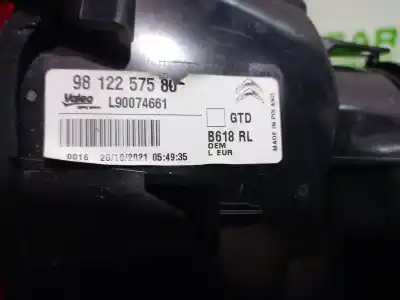 98 122 575 80
Valeo
L90074661
GTD
B618 RL
OEM
L EUR
MADE IN POLAND
0016 20/10/2021 05:49:35